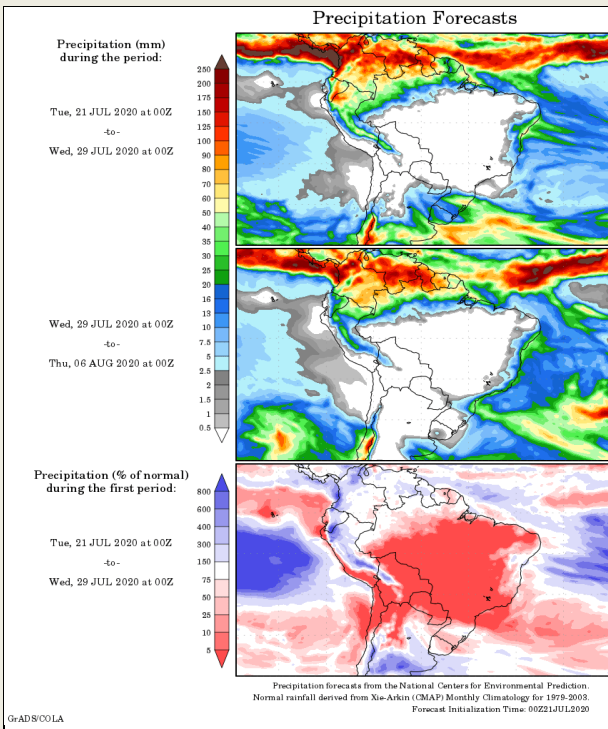 Precipitation Forecasts
Precipitation (mm)
during the period:
Tue, 21 JUL 2020 at 00Z
-to-
Wed, 29 JUL 2020 at 00Z
250
200
175
150
125
100
90
80
70
60
50
40
35
30
25
20
16
13
10
7.5
5
2.5
2
1.5
1
0.5
Wed, 29 JUL 2020 at 00Z
-to-
Thu, 06 AUG 2020 at 00Z
Precipitation (% of normal)
during the first period:
Tue, 21 JUL 2020 at 00Z
-to-
Wed, 29 JUL 2020 at 00Z
800
600
400
300
150
75
50
25
10
5
Precipitation forecasts from the National Centers for Environmental Prediction.
Normal rainfall derived from Xie-Arkin (CMAP) Monthly Climatology for 1979-2003.
Forecast Initialization Time: 00Z21JUL2020
GrADS/COLA